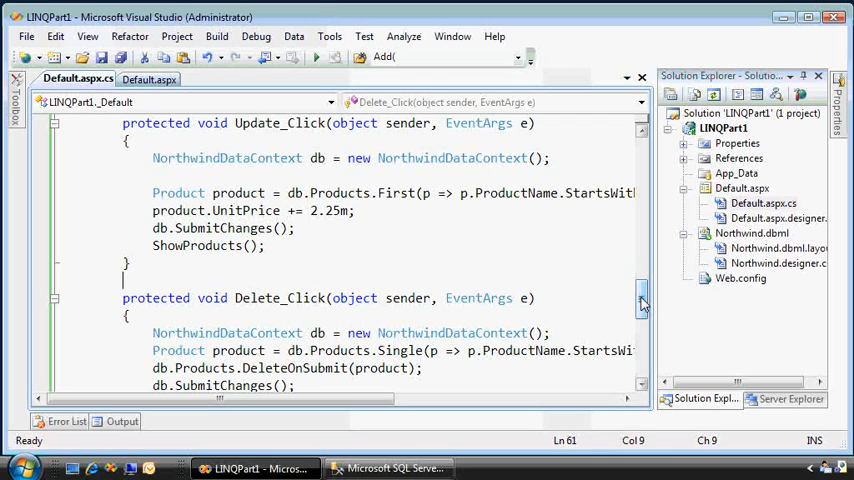 LINQPart1 - Microsoft Visual Studio (Administrator)
File Edit View Refactor Project Build Debug Data Tools Test Analyze Window Help
Add(
Default.aspx.cs Default.aspx
LINQPart1._Default Delete_Click(object sender, EventArgs e)
protected void Update_Click(object sender, EventArgs e)
{
NorthwindDataContext db = new NorthwindDataContext();
Product product = db.Products.First(p => p.ProductName.StartsWith
product.UnitPrice += 2.25m;
db.SubmitChanges();
ShowProducts();
}
protected void Delete_Click(object sender, EventArgs e)
{
NorthwindDataContext db = new NorthwindDataContext();
Product product = db.Products.Single(p => p.ProductName.StartsWi
db.Products.DeleteOnSubmit(product);
db.SubmitChanges();
Toolbox
Solution Explorer - Solutio...
Solution 'LINQPart1' (1 project)
LINQPart1
Properties
References
App_Data
Default.aspx
Default.aspx.cs
Default.aspx.designer.
Northwind.dbml
Northwind.dbml.layo
Northwind.designer.c
Web.config
Solution Expl... Server Explorer
Properties
Error List Output
Ready Ln 61 Col 9 Ch 9 INS
LINQPart1 - Micros... Microsoft SQL Serve...